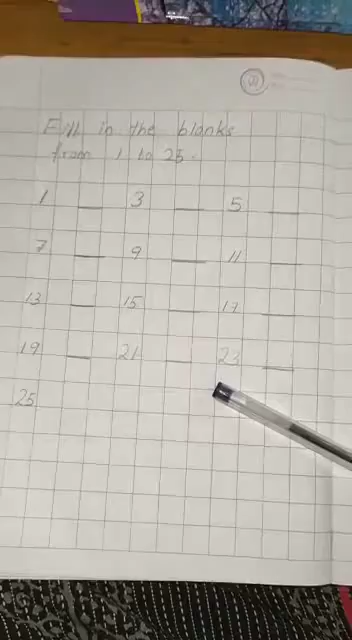 Fill in the blanks
from 1 to 25.
1 __ 3 __ 5 __
7 __ 9 __ 11 __
13 __ 15 __ 17 __
19 __ 21 __ 23 __
25